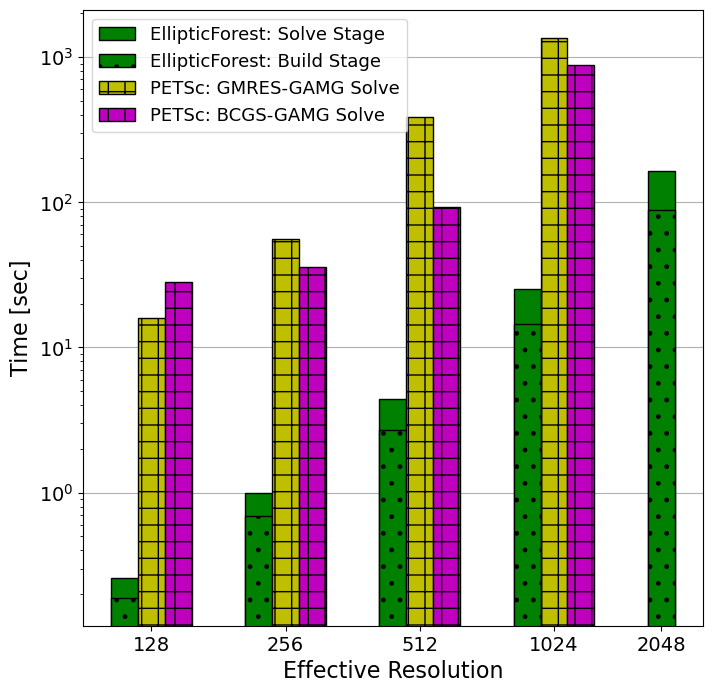 EllipticForest: Solve Stage
EllipticForest: Build Stage
PETSc: GMRES-GAMG Solve
PETSc: BCGS-GAMG Solve
10³
10²
10¹
10⁰
Time [sec]
128 256 512 1024 2048
Effective Resolution